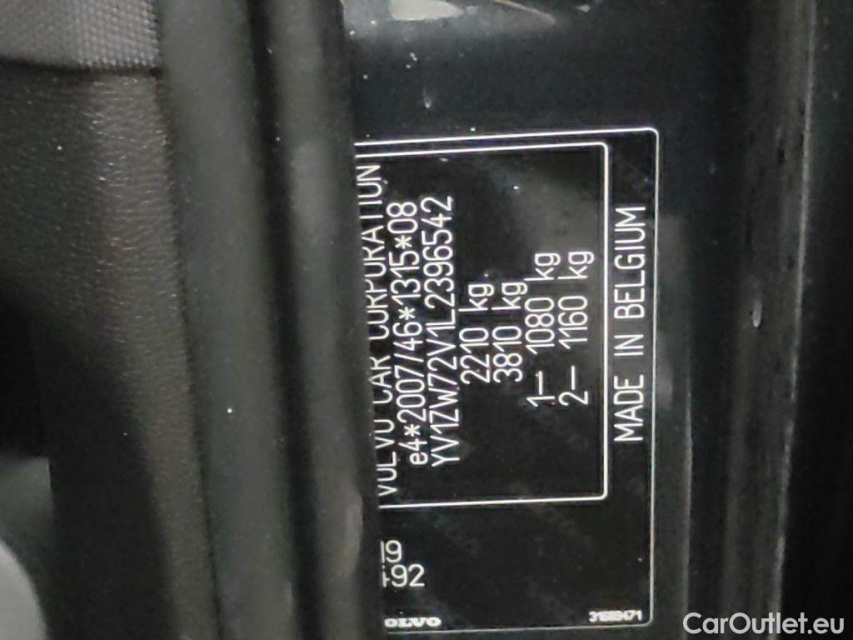 VOLVO CAR CORPORATION
e4*2007/46*1315*08
YV1ZW72V1L2396542
2210 kg
3810 kg
1— 1080 kg
2— 1160 kg
MADE IN BELGIUM
VOLVO
CarOutlet.eu